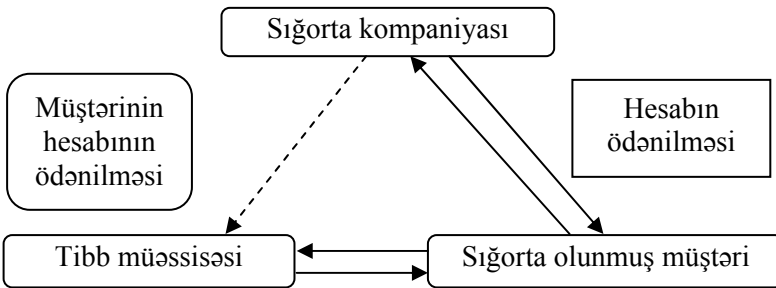 Sığorta kompaniyası
Müştərinin
hesabının
ödənilməsi
Hesabın
ödənilməsi
Tibb müəssisəsi
Sığorta olunmuş müştəri